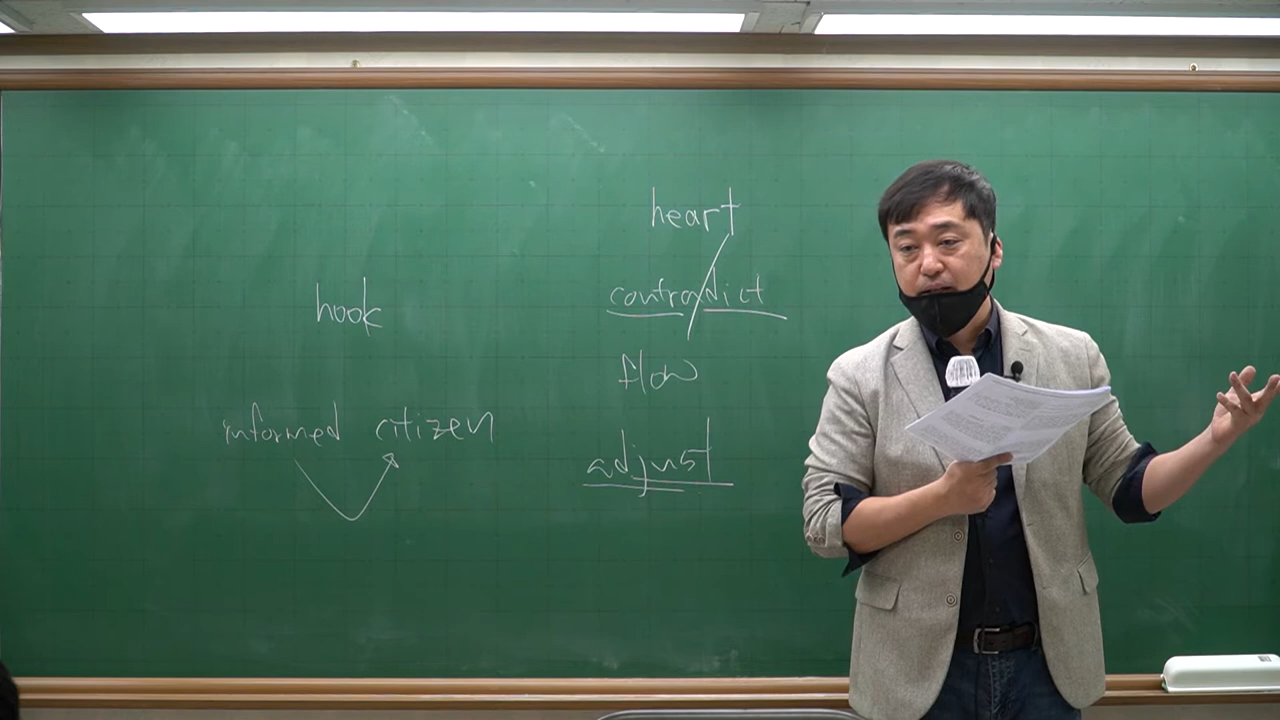 heart
contradict
hook
flow
informed citizen
adjust